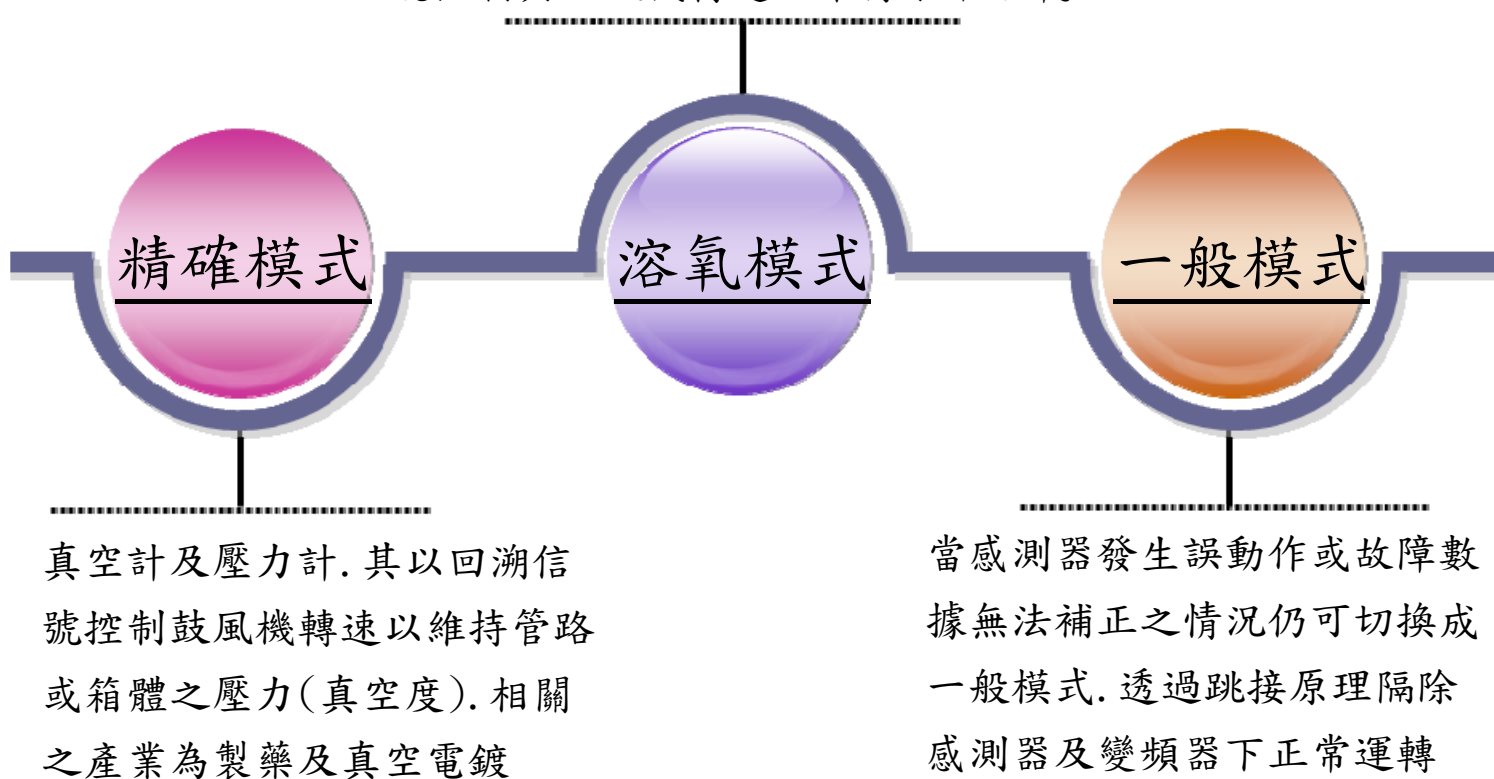 精確模式
溶氧模式
一般模式
真空計及壓力計.其以回溯信
號控制鼓風機轉速以維持管路
或箱體之壓力(真空度).相關
之產業為製藥及真空電鍍
當感測器發生誤動作或故障數
據無法補正之情況仍可切換成
一般模式.透過跳接原理隔除
感測器及變頻器下正常運轉